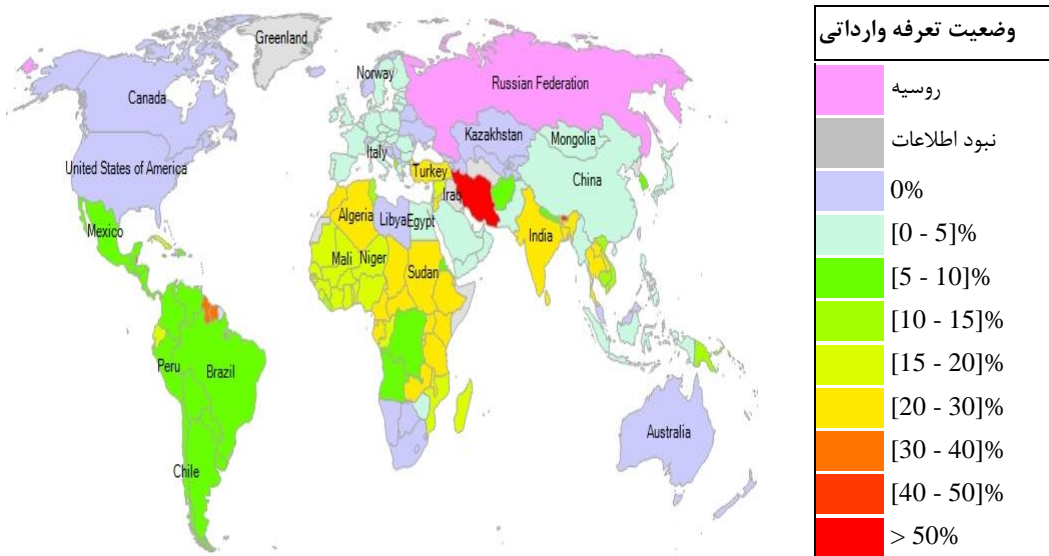 Greenland
Norway
Russian Federation
Canada
Kazakhstan
Mongolia
Italy
United States of America
Turkey
China
Iraq
Algeria
Libya
Egypt
Mexico
India
Mali
Niger
Sudan
Peru
Brazil
Australia
Chile
وضعیت تعرفه وارداتی
روسیه
نبود اطلاعات
0%
[0 - 5]%
[5 - 10]%
[10 - 15]%
[15 - 20]%
[20 - 30]%
[30 - 40]%
[40 - 50]%
> 50%